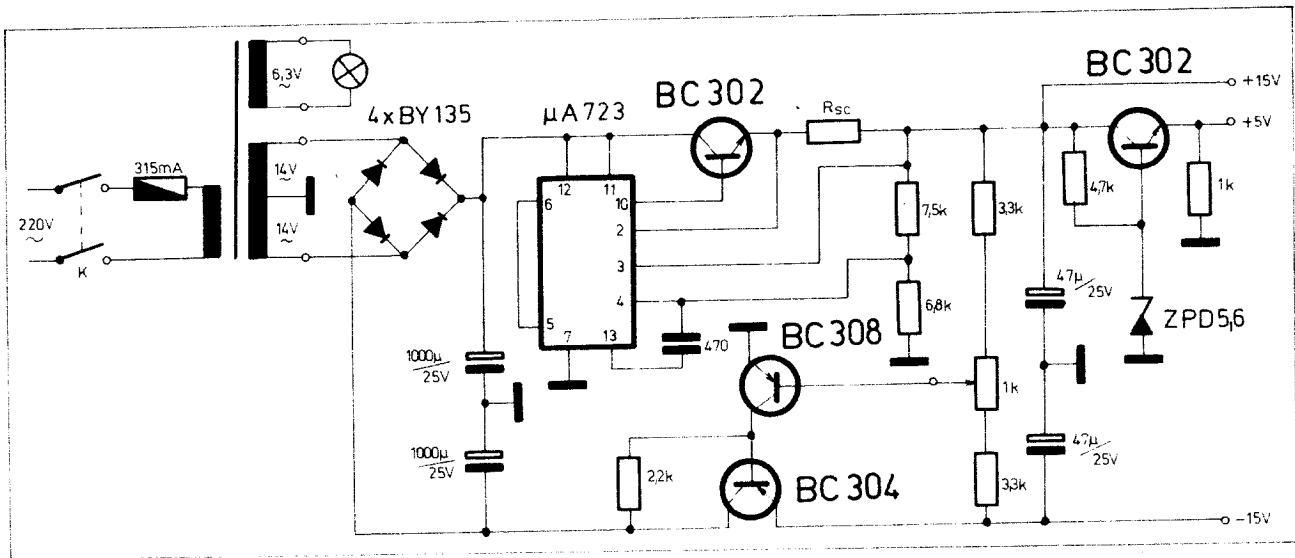 6,3V
~
14V
~
14V
~
315mA
220V
~
K
4xBY135
μA723
BC302
Rsc
BC302
+15V
+5V
12
11
6
10
2
3
4
5
7
13
470
7,5k
6,8k
3,3k
4,7k
1k
47μ/25V
ZPD5,6
1000μ/25V
1000μ/25V
BC308
1k
2,2k
BC304
3,3k
47μ/25V
-15V